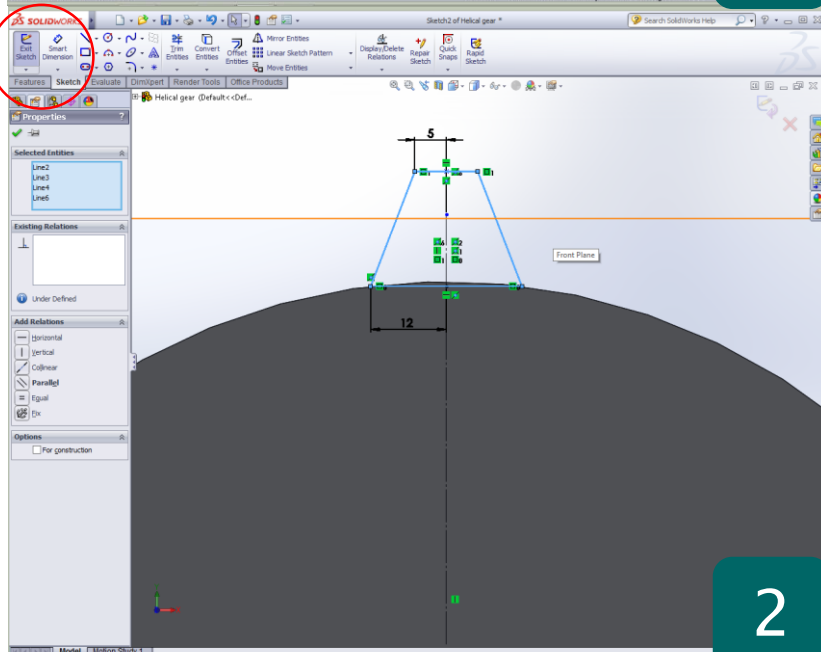 SOLIDWORKS
Sketch2 of Helical gear *
Search SolidWorks Help
Exit Sketch
Smart Dimension
Trim Entities
Convert Entities
Offset Entities
Mirror Entities
Linear Sketch Pattern
Move Entities
Display/Delete Relations
Repair Sketch
Quick Snaps
Rapid Sketch
Features
Sketch
Evaluate
DimXpert
Render Tools
Office Products
Helical gear (Default<<Def...
Properties
?
Selected Entities
Line2
Line3
Line4
Line6
Existing Relations
Under Defined
Add Relations
Horizontal
Vertical
Collinear
Parallel
Equal
Fix
Options
For construction
5
Front Plane
12
2
Model
Motion Study 1